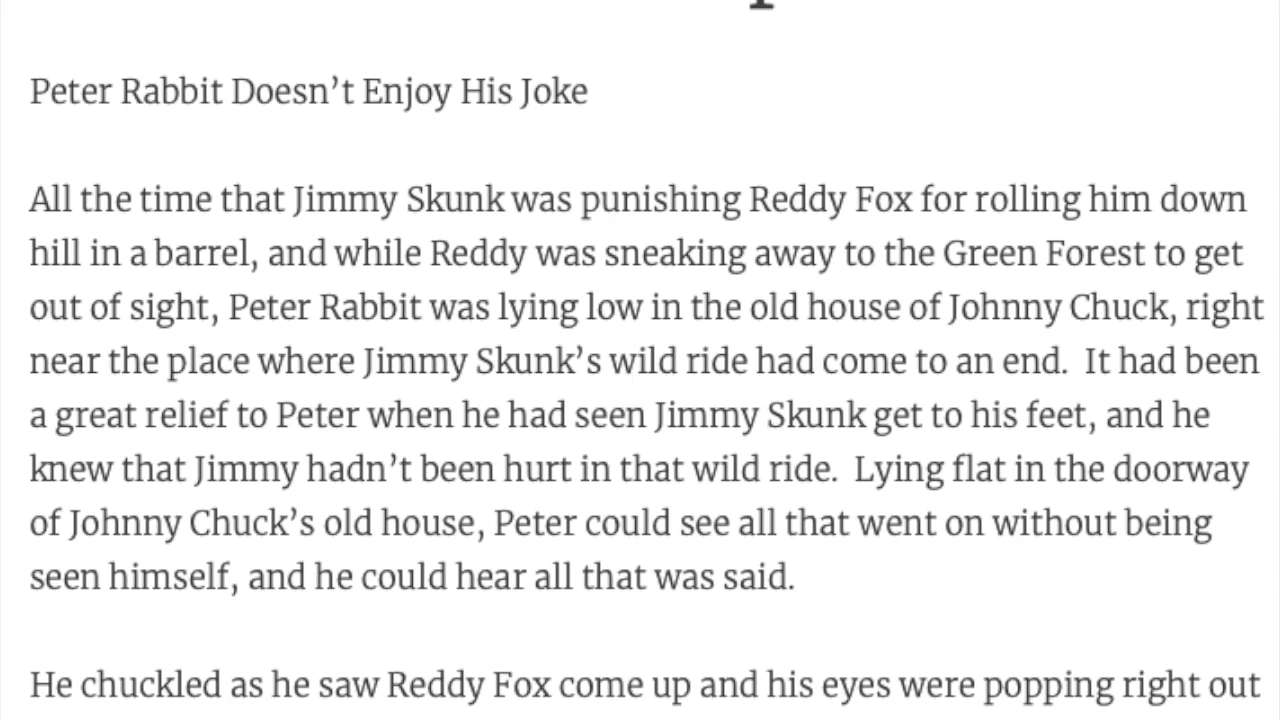 Peter Rabbit Doesn’t Enjoy His Joke
All the time that Jimmy Skunk was punishing Reddy Fox for rolling him down
hill in a barrel, and while Reddy was sneaking away to the Green Forest to get
out of sight, Peter Rabbit was lying low in the old house of Johnny Chuck, right
near the place where Jimmy Skunk’s wild ride had come to an end.  It had been
a great relief to Peter when he had seen Jimmy Skunk get to his feet, and he
knew that Jimmy hadn’t been hurt in that wild ride.  Lying flat in the doorway
of Johnny Chuck’s old house, Peter could see all that went on without being
seen himself, and he could hear all that was said.
He chuckled as he saw Reddy Fox come up and his eyes were popping right out